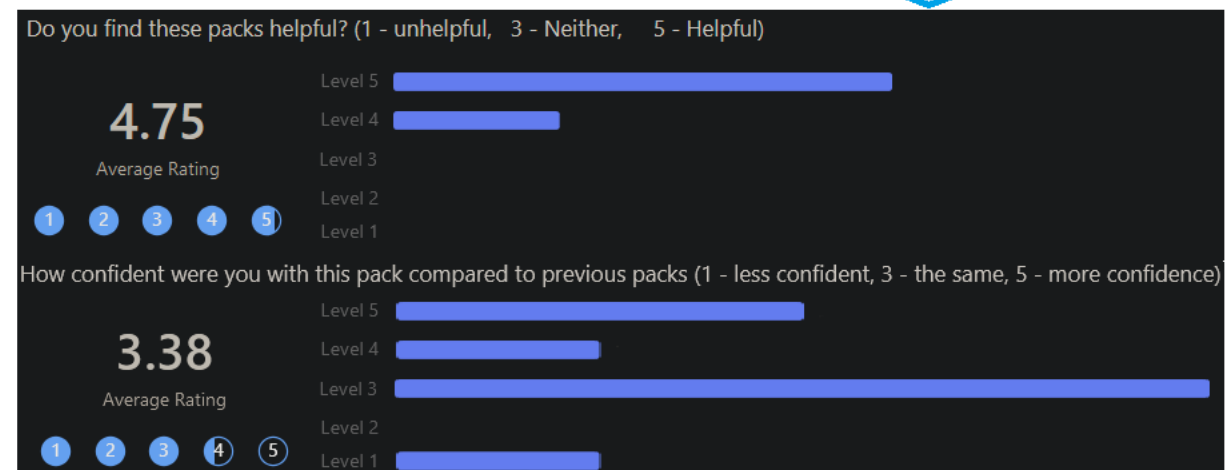 Do you find these packs helpful? (1 - unhelpful, 3 - Neither, 5 - Helpful)
4.75
Average Rating
1 2 3 4 5
Level 5
Level 4
Level 3
Level 2
Level 1
How confident were you with this pack compared to previous packs (1 - less confident, 3 - the same, 5 - more confidence)
3.38
Average Rating
1 2 3 4 5
Level 5
Level 4
Level 3
Level 2
Level 1